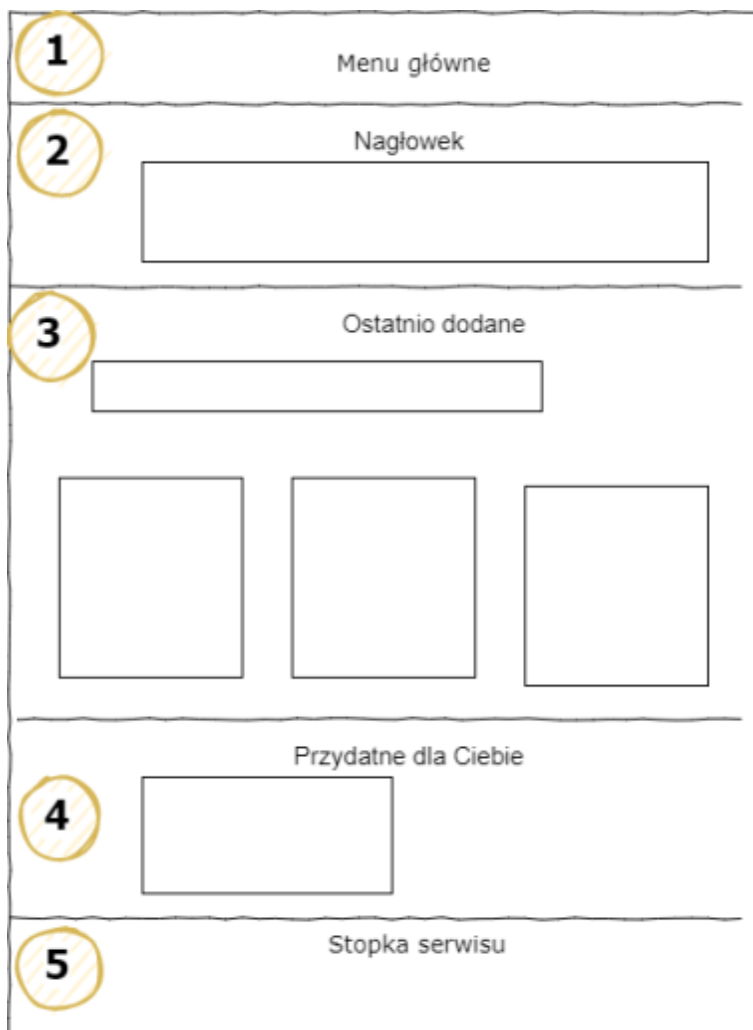 1
Menu główne
2
Nagłowek
3
Ostatnio dodane
Przydatne dla Ciebie
4
Stopka serwisu
5